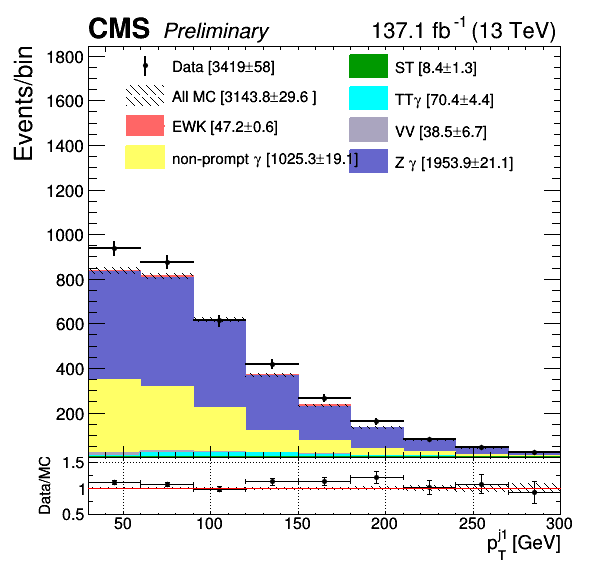 CMS Preliminary 137.1 fb⁻¹ (13 TeV)
Events/bin
1800
1600
1400
1200
1000
800
600
400
200
Data [3419±58]
All MC [3143.8±29.6 ]
EWK [47.2±0.6]
non-prompt γ [1025.3±19.1]
ST [8.4±1.3]
TTγ [70.4±4.4]
VV [38.5±6.7]
Z γ [1953.9±21.1]
Data/MC
1.5
1
0.5
50 100 150 200 250 300
p_T^j1 [GeV]